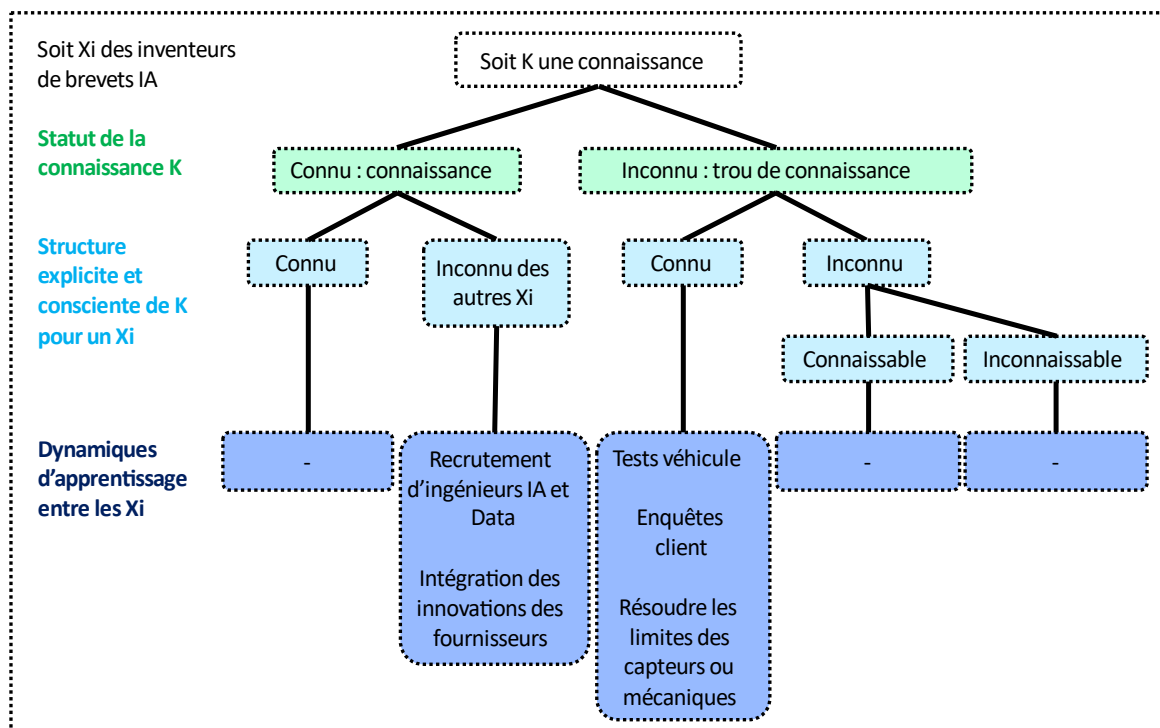 Soit Xi des inventeurs
de brevets IA
Soit K une connaissance
Statut de la
connaissance K
Connu : connaissance
Inconnu : trou de connaissance
Structure
explicite et
consciente de K
pour un Xi
Connu
Inconnu des
autres Xi
Connu
Inconnu
Connaissable
Inconnaissable
Dynamiques
d’apprentissage
entre les Xi
-
Recrutement
d’ingénieurs IA et
Data
Intégration des
innovations des
fournisseurs
Tests véhicule
Enquêtes
client
Résoudre les
limites des
capteurs ou
mécaniques
-
-